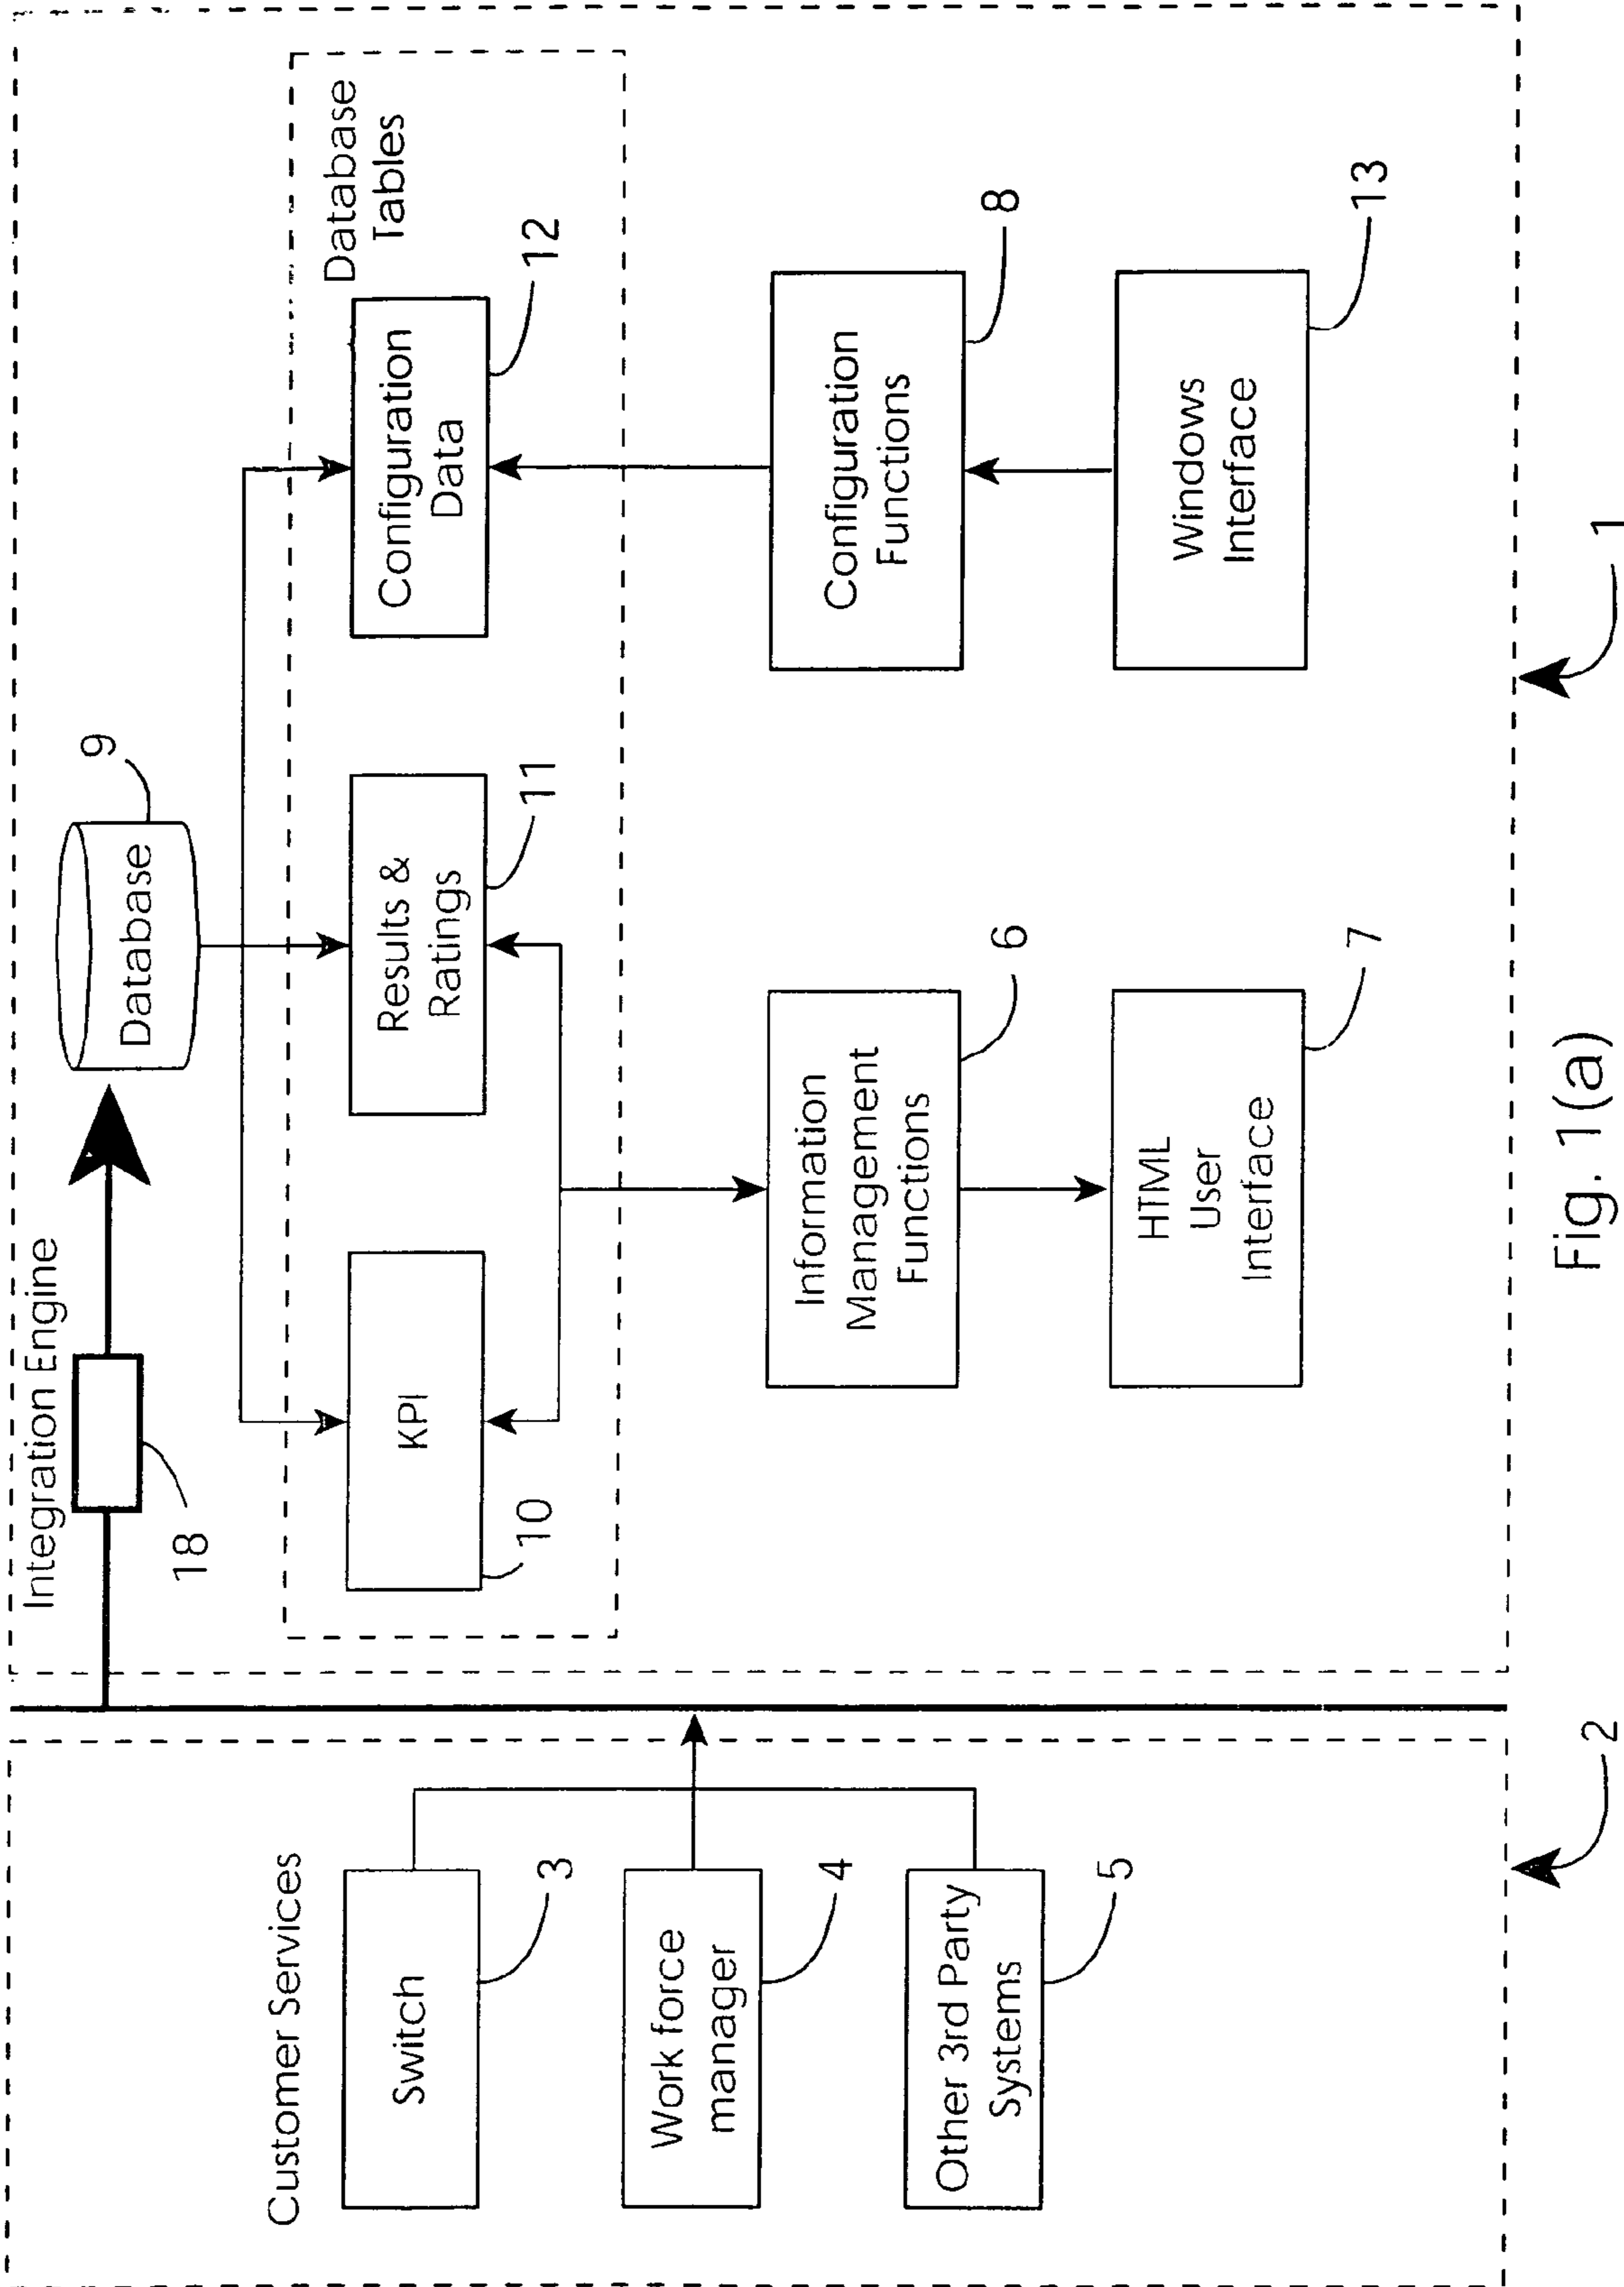 Customer Services
Switch
3
Work force
manager
4
Other 3rd Party
Systems
5
2
Integration Engine
18
Database
9
Database
Tables
KPI
10
Results &
Ratings
11
Configuration
Data
12
Information
Management
Functions
6
Configuration
Functions
8
HTML
User
Interface
7
Windows
Interface
13
1
Fig. 1(a)